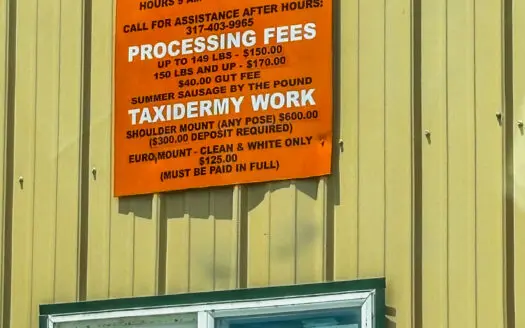 HOURS 9
CALL FOR ASSISTANCE AFTER HOURS:
317-403-9965
PROCESSING FEES
UP TO 149 LBS - $150.00
150 LBS AND UP - $170.00
$40.00 GUT FEE
SUMMER SAUSAGE BY THE POUND
TAXIDERMY WORK
SHOULDER MOUNT (ANY POSE) $600.00
($300.00 DEPOSIT REQUIRED)
EURO MOUNT - CLEAN & WHITE ONLY
$125.00
(MUST BE PAID IN FULL)